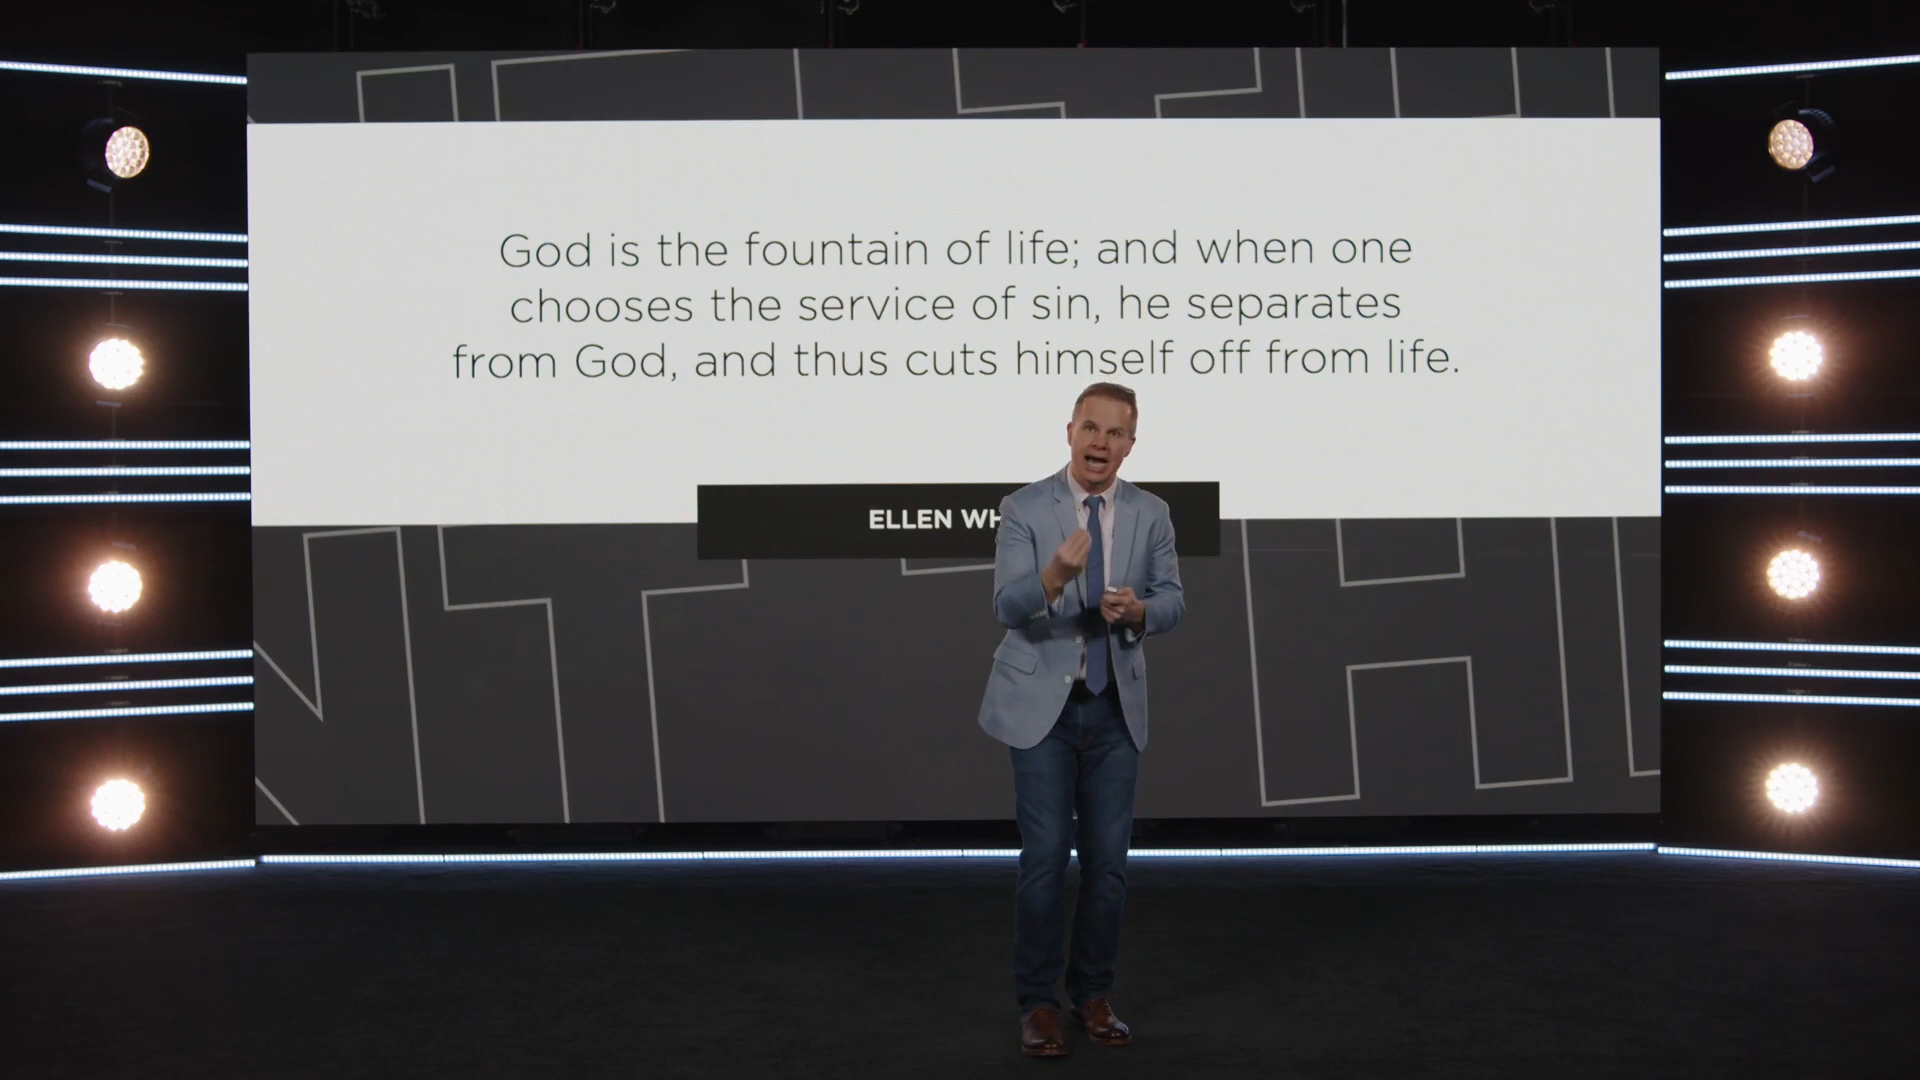 God is the fountain of life; and when one
chooses the service of sin, he separates
from God, and thus cuts himself off from life.
ELLEN WH